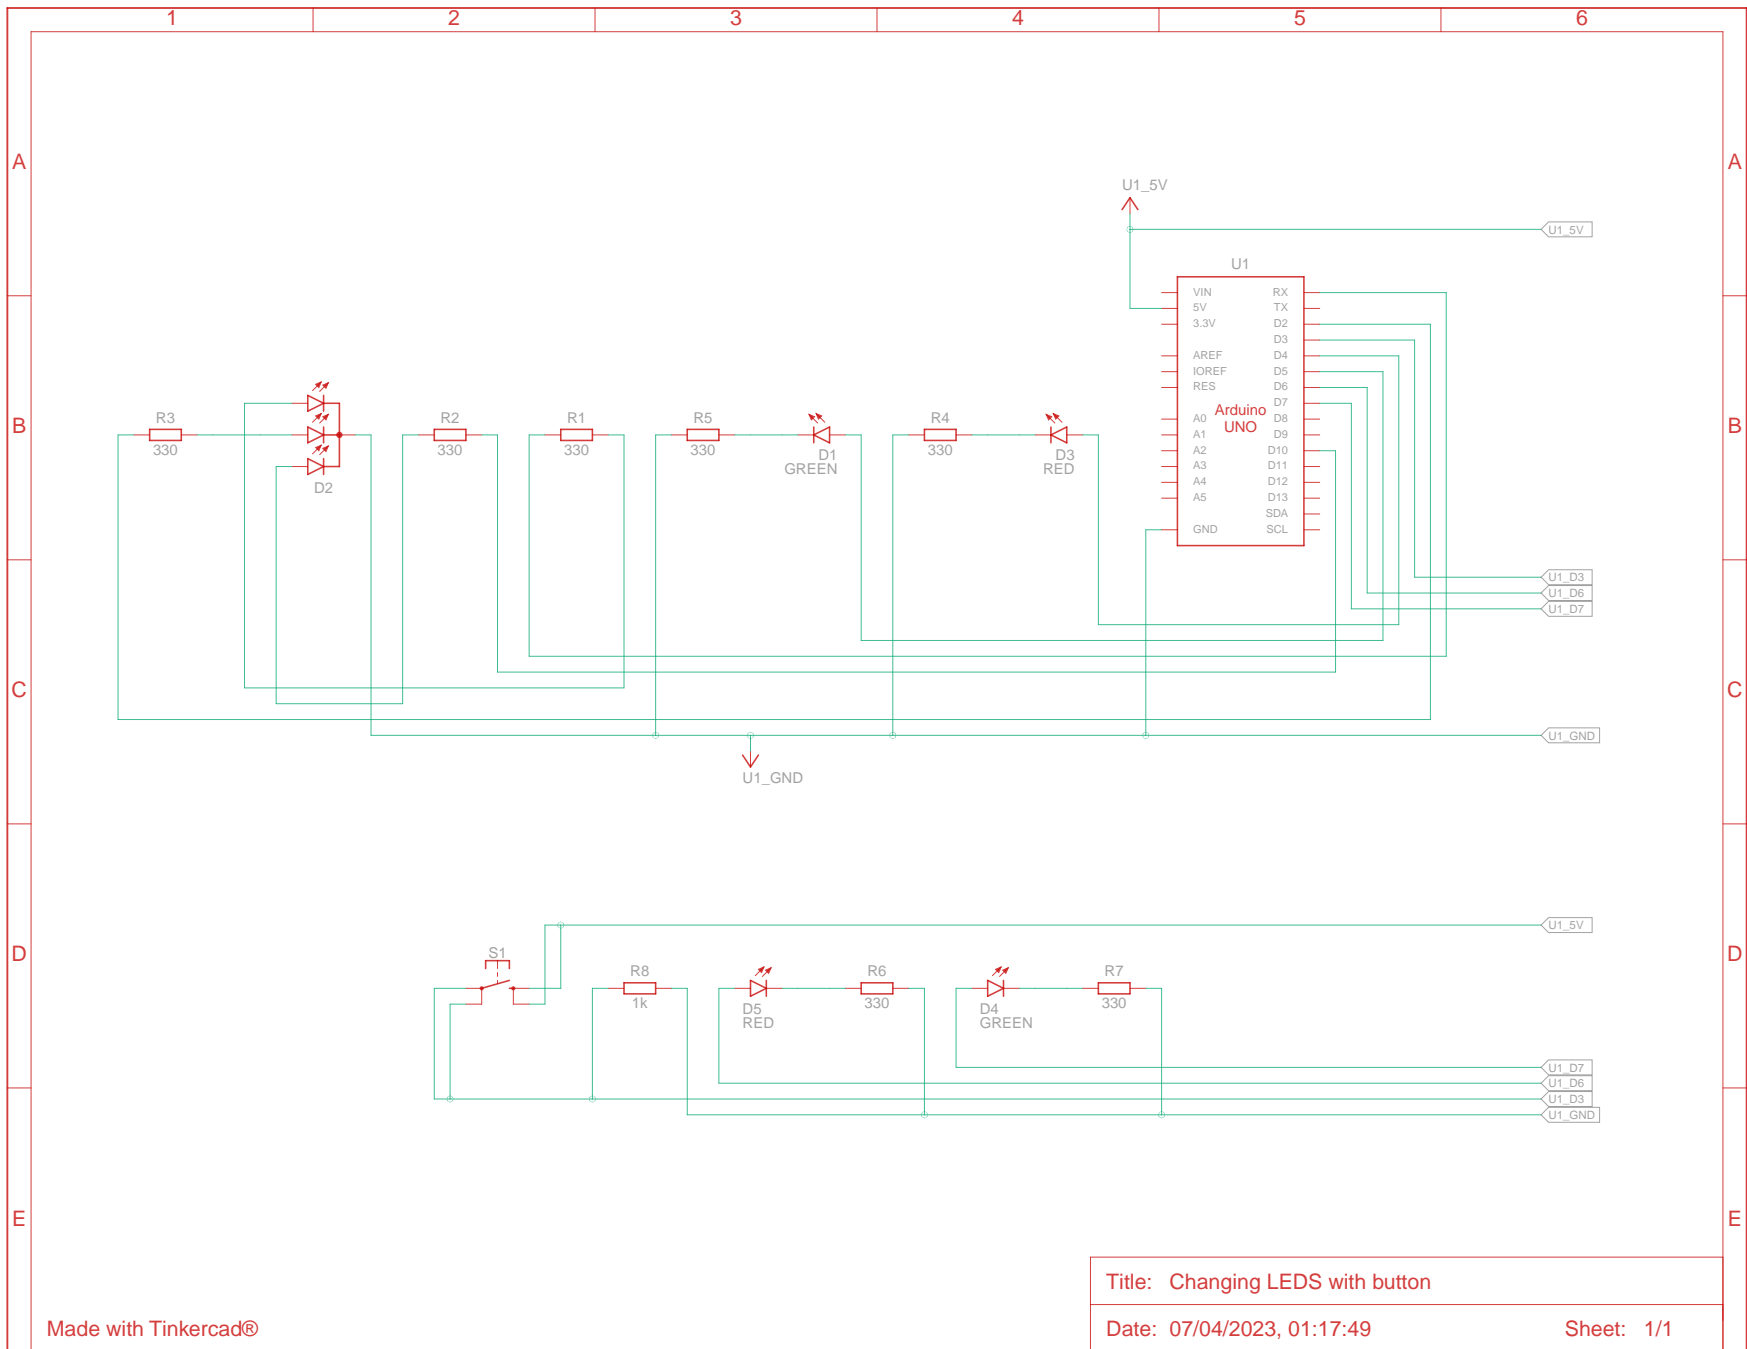 1 2 3 4 5 6
A A
U1_5V
U1_5V
U1
VIN RX
5V TX
3.3V D2
D3
AREF D4
IOREF D5
RES D6
D7
A0 Arduino D8
A1 UNO D9
A2 D10
A3 D11
A4 D12
A5 D13
SDA
GND SCL
B B
R3 R2 R1 R5 R4
330 330 330 330 330
D1 D3
GREEN RED
D2
U1_D3
U1_D6
U1_D7
C C
U1_GND
U1_GND
U1_5V
D D
S1
R8 R6 R7
1k 330 330
D5 D4
RED GREEN
U1_D7
U1_D6
U1_D3
U1_GND
E E
Title: Changing LEDS with button
Made with Tinkercad®
Date: 07/04/2023, 01:17:49 Sheet: 1/1